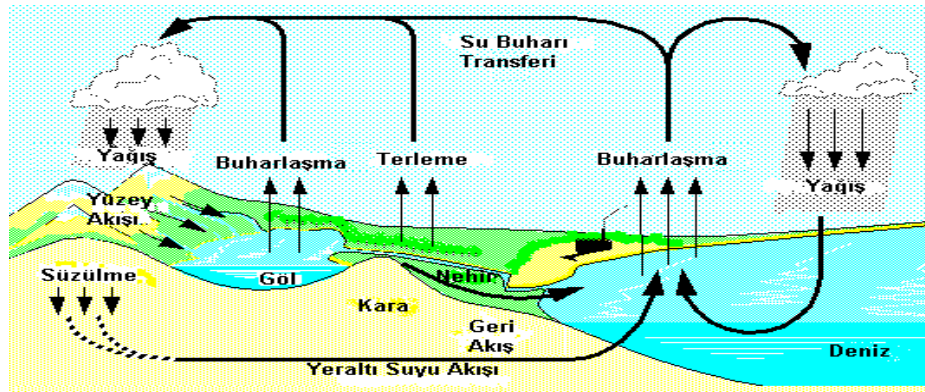 Su Buharı
Transferi
Yağış
Buharlaşma
Terleme
Buharlaşma
Yağış
Yüzey
Akışı
Süzülme
Göl
Nehir
Kara
Geri
Akış
Deniz
Yeraltı Suyu Akışı